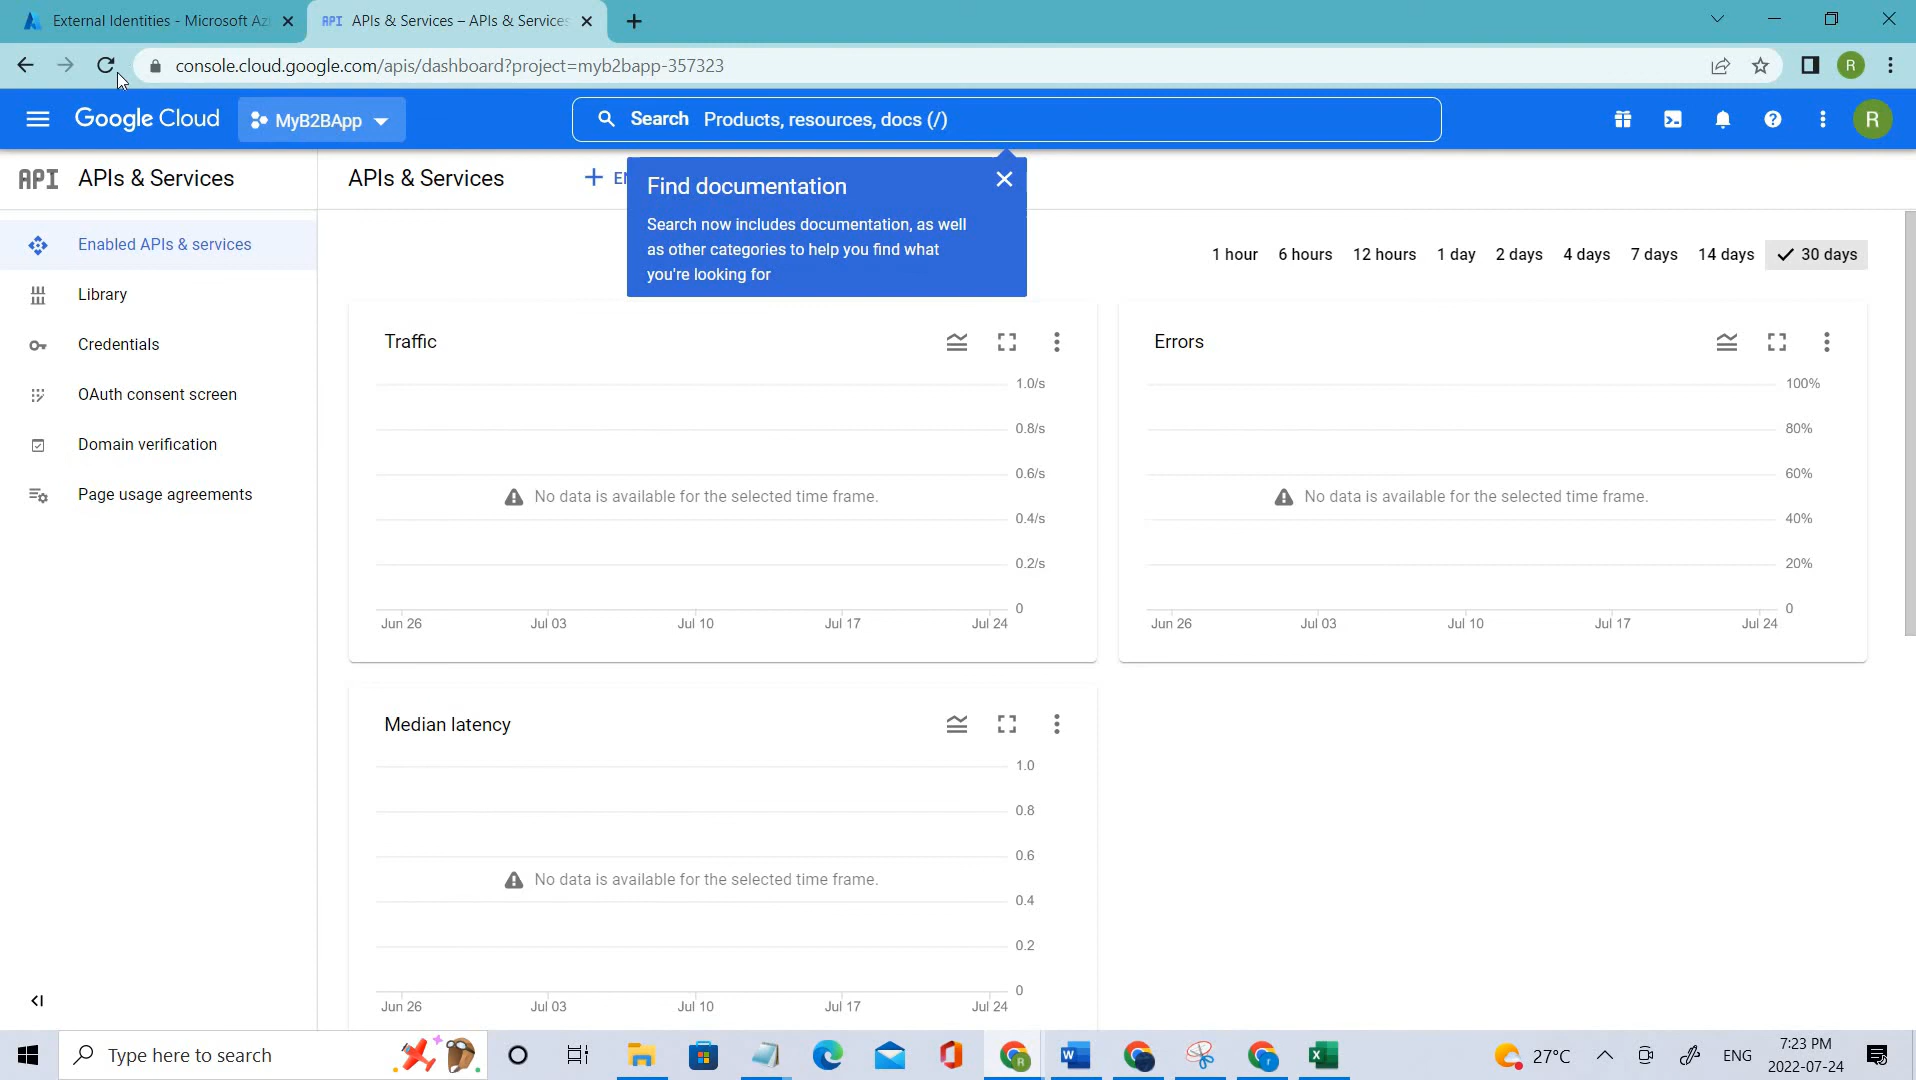 External Identities - Microsoft Az
API APIs & Services – APIs & Services
console.cloud.google.com/apis/dashboard?project=myb2bapp-357323
R
Google Cloud
MyB2BApp
Search Products, resources, docs (/)
R
API APIs & Services
APIs & Services
Find documentation
Search now includes documentation, as well
as other categories to help you find what
you're looking for
Enabled APIs & services
Library
Credentials
OAuth consent screen
Domain verification
Page usage agreements
1 hour 6 hours 12 hours 1 day 2 days 4 days 7 days 14 days 30 days
Traffic
1.0/s
0.8/s
0.6/s
No data is available for the selected time frame.
0.4/s
0.2/s
0
Jun 26 Jul 03 Jul 10 Jul 17 Jul 24
Errors
100%
80%
60%
No data is available for the selected time frame.
40%
20%
0
Jun 26 Jul 03 Jul 10 Jul 17 Jul 24
Median latency
1.0
0.8
0.6
No data is available for the selected time frame.
0.4
0.2
0
Jun 26 Jul 03 Jul 10 Jul 17 Jul 24
Type here to search
27°C
ENG
7:23 PM
2022-07-24